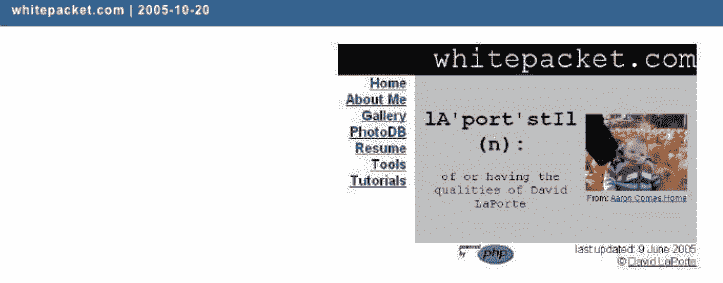 whitepacket.com | 2005-10-20
whitepacket.com
Home
About Me
Gallery
PhotoDB
Resume
Tools
Tutorials
lA'port'stIl
(n):
of or having the
qualities of David
LaPorte
From: Aaron Comes Home
powered
by php
last updated: 9 June 2005
© David LaPorte